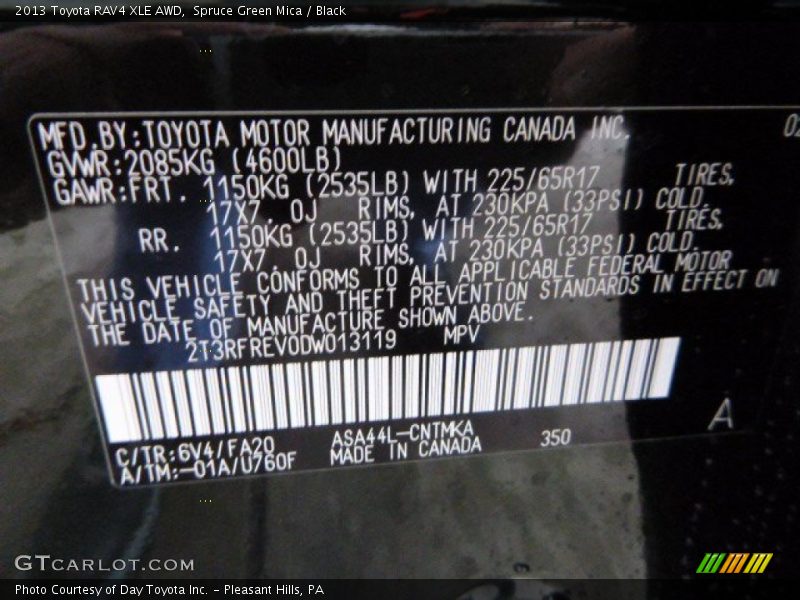 2013 Toyota RAV4 XLE AWD,  Spruce Green Mica / Black
MFD.BY:TOYOTA MOTOR MANUFACTURING CANADA INC.
GVWR:2085KG (4600LB)
GAWR:FRT. 1150KG (2535LB) WITH 225/65R17 TIRES,
17X7.0J RIMS, AT 230KPA (33PSI) COLD.
RR. 1150KG (2535LB) WITH 225/65R17 TIRES,
17X7.0J RIMS, AT 230KPA (33PSI) COLD.
THIS VEHICLE CONFORMS TO ALL APPLICABLE FEDERAL MOTOR
VEHICLE SAFETY AND THEFT PREVENTION STANDARDS IN EFFECT ON
THE DATE OF MANUFACTURE SHOWN ABOVE.
2T3RFREV0DW013119 MPV
A
C/TR:6V4/FA20 ASA44L-CNTMKA 350
A/TM:-01A/U760F MADE IN CANADA
GTCARLOT.COM
Photo Courtesy of Day Toyota Inc. - Pleasant Hills, PA